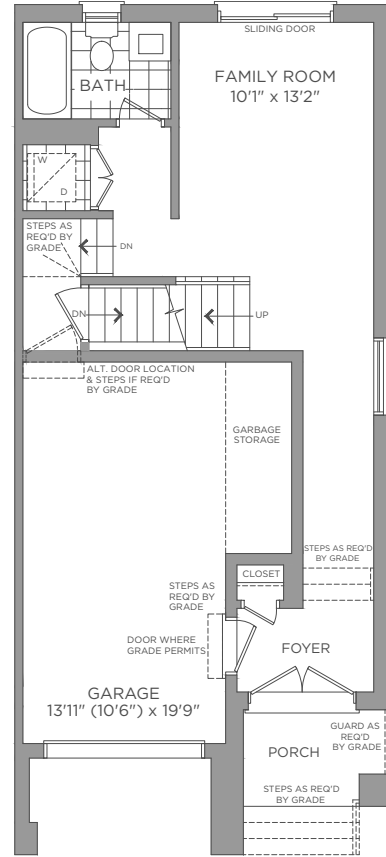 SLIDING DOOR
BATH
FAMILY ROOM
10'1" x 13'2"
W
D
STEPS AS
REQ'D BY
GRADE
DN
DN
UP
ALT. DOOR LOCATION
& STEPS IF REQ'D
BY GRADE
GARBAGE
STORAGE
STEPS AS REQ'D
BY GRADE
CLOSET
STEPS AS
REQ'D BY
GRADE
DOOR WHERE
GRADE PERMITS
FOYER
GARAGE
13'11" (10'6") x 19'9"
GUARD AS
REQ'D
BY GRADE
PORCH
STEPS AS REQ'D
BY GRADE